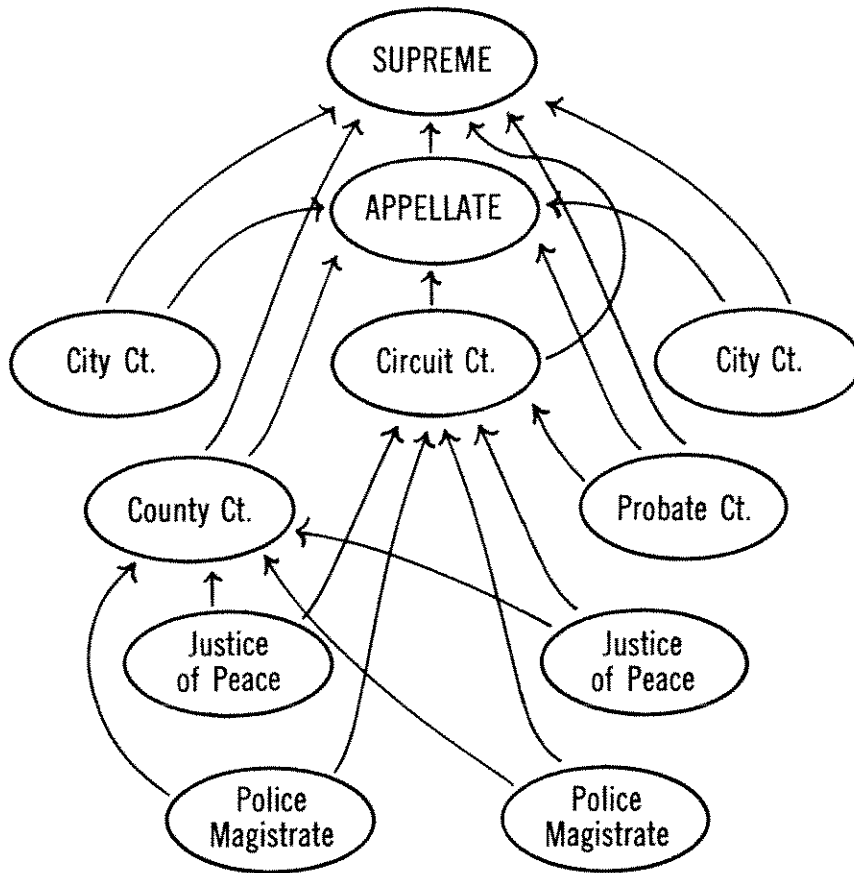 SUPREME
APPELLATE
City Ct.
Circuit Ct.
City Ct.
County Ct.
Probate Ct.
Justice
of Peace
Justice
of Peace
Police
Magistrate
Police
Magistrate